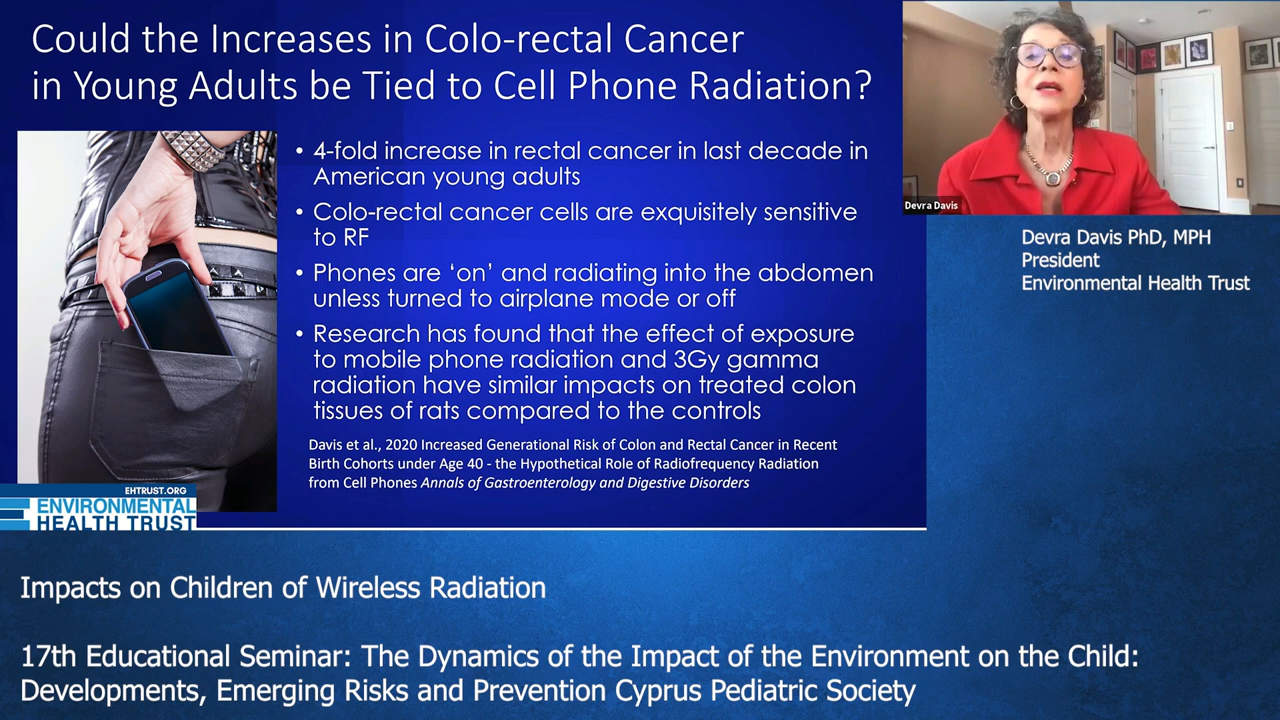 Could the Increases in Colo-rectal Cancer
in Young Adults be Tied to Cell Phone Radiation?
• 4-fold increase in rectal cancer in last decade in
American young adults
• Colo-rectal cancer cells are exquisitely sensitive
to RF
• Phones are ‘on’ and radiating into the abdomen
unless turned to airplane mode or off
• Research has found that the effect of exposure
to mobile phone radiation and 3Gy gamma
radiation have similar impacts on treated colon
tissues of rats compared to the controls
Davis et al., 2020 Increased Generational Risk of Colon and Rectal Cancer in Recent
Birth Cohorts under Age 40 - the Hypothetical Role of Radiofrequency Radiation
from Cell Phones Annals of Gastroenterology and Digestive Disorders
EHTRUST.ORG
ENVIRONMENTAL
HEALTH TRUST
Devra Davis
Devra Davis PhD, MPH
President
Environmental Health Trust
Impacts on Children of Wireless Radiation
17th Educational Seminar: The Dynamics of the Impact of the Environment on the Child:
Developments, Emerging Risks and Prevention Cyprus Pediatric Society